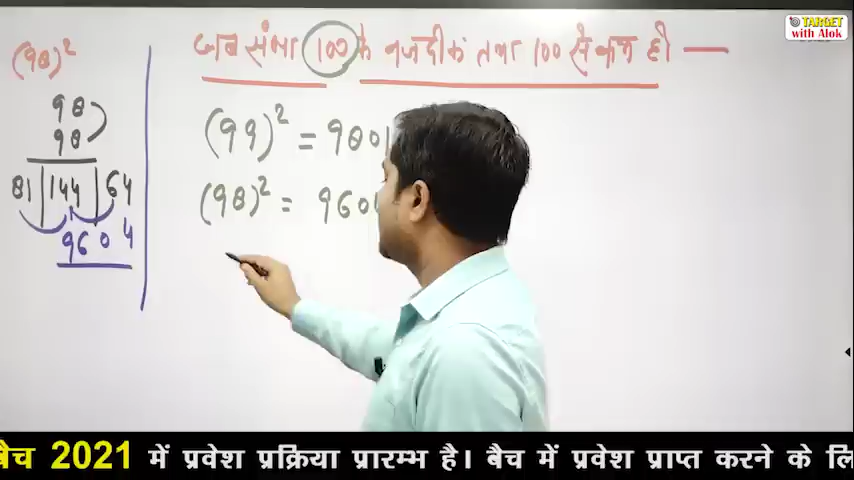 TARGET
with Alok
जब संख्या 100 के नजदीक तथा 100 से कम हो —
(98)²
98
98
81 | 144 | 64
9604
(99)² = 9801
(98)² = 960
बैच 2021 में प्रवेश प्रक्रिया प्रारम्भ है। बैच में प्रवेश प्राप्त करने के लि